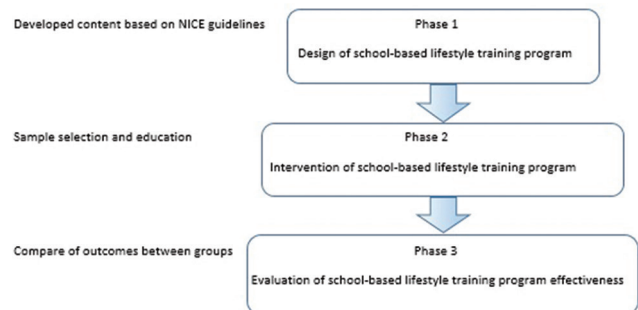 Developed content based on NICE guidelines
Phase 1
Design of school-based lifestyle training program
Sample selection and education
Phase 2
Intervention of school-based lifestyle training program
Compare of outcomes between groups
Phase 3
Evaluation of school-based lifestyle training program effectiveness